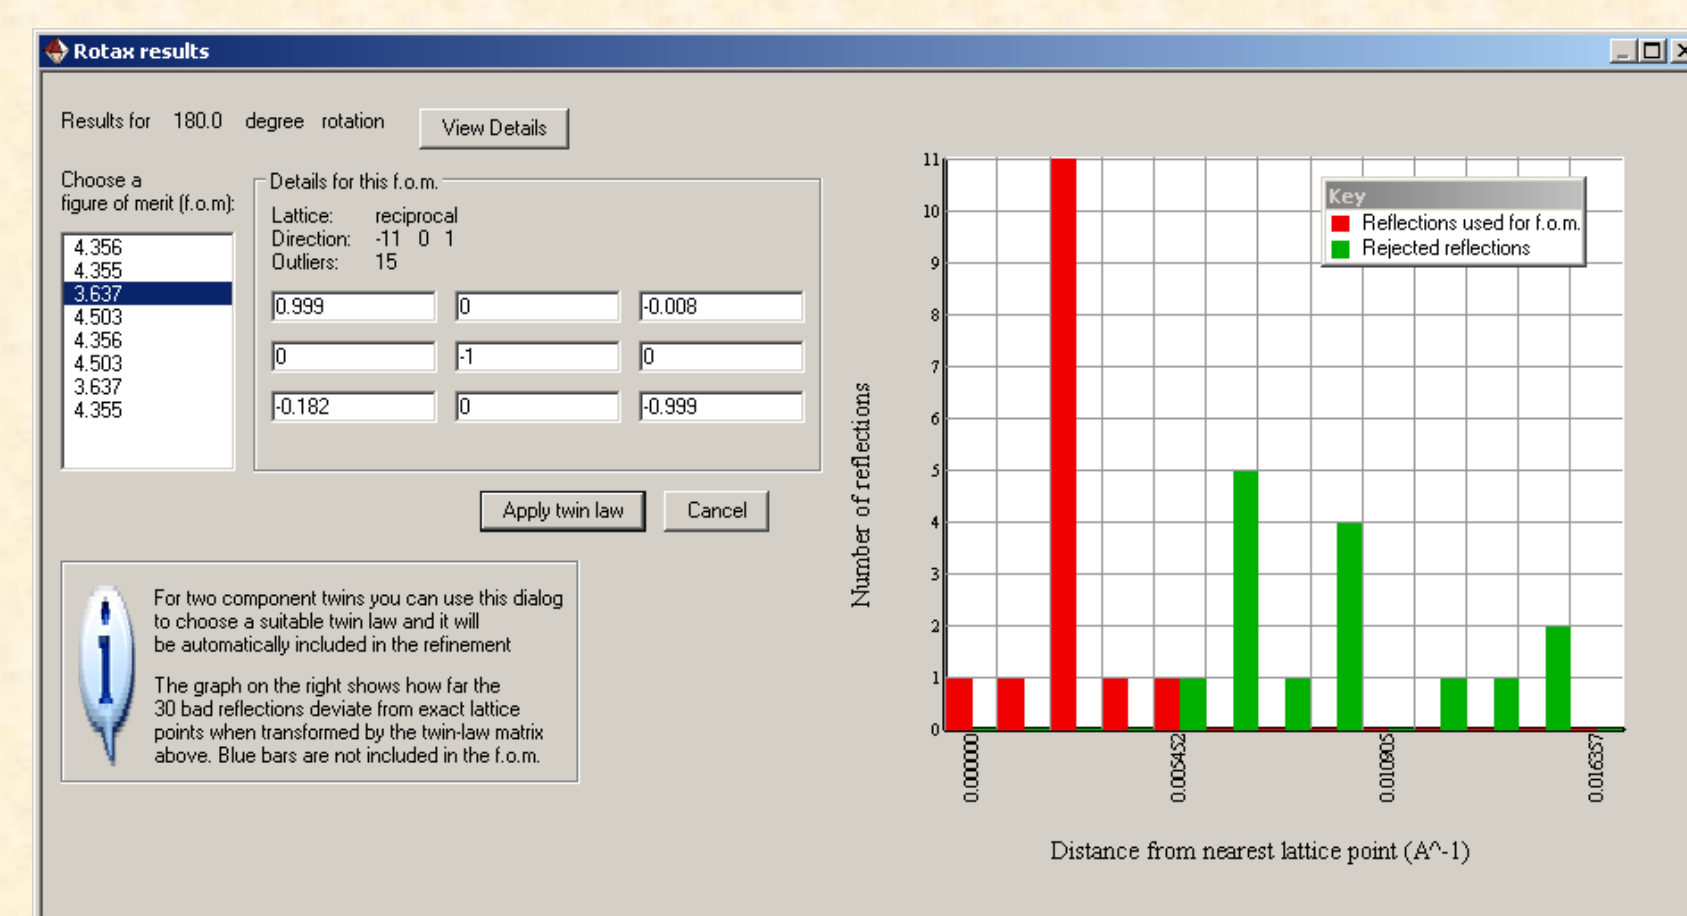 Rotax results
Results for 180.0 degree rotation
View Details
Choose a
figure of merit (f.o.m):
4.356
4.355
3.637
4.503
4.356
4.503
3.637
4.355
Details for this f.o.m.
Lattice: reciprocal
Direction: -11 0 1
Outliers: 15
0.999 0 -0.008
0 -1 0
-0.182 0 -0.999
Apply twin law
Cancel
For two component twins you can use this dialog
to choose a suitable twin law and it will
be automatically included in the refinement
The graph on the right shows how far the
30 bad reflections deviate from exact lattice
points when transformed by the twin-law matrix
above. Blue bars are not included in the f.o.m.
Number of reflections
11
10
9
8
7
6
5
4
3
2
1
0
Key
Reflections used for f.o.m.
Rejected reflections
0.000000
0.005452
0.010905
0.016357
Distance from nearest lattice point (A^-1)